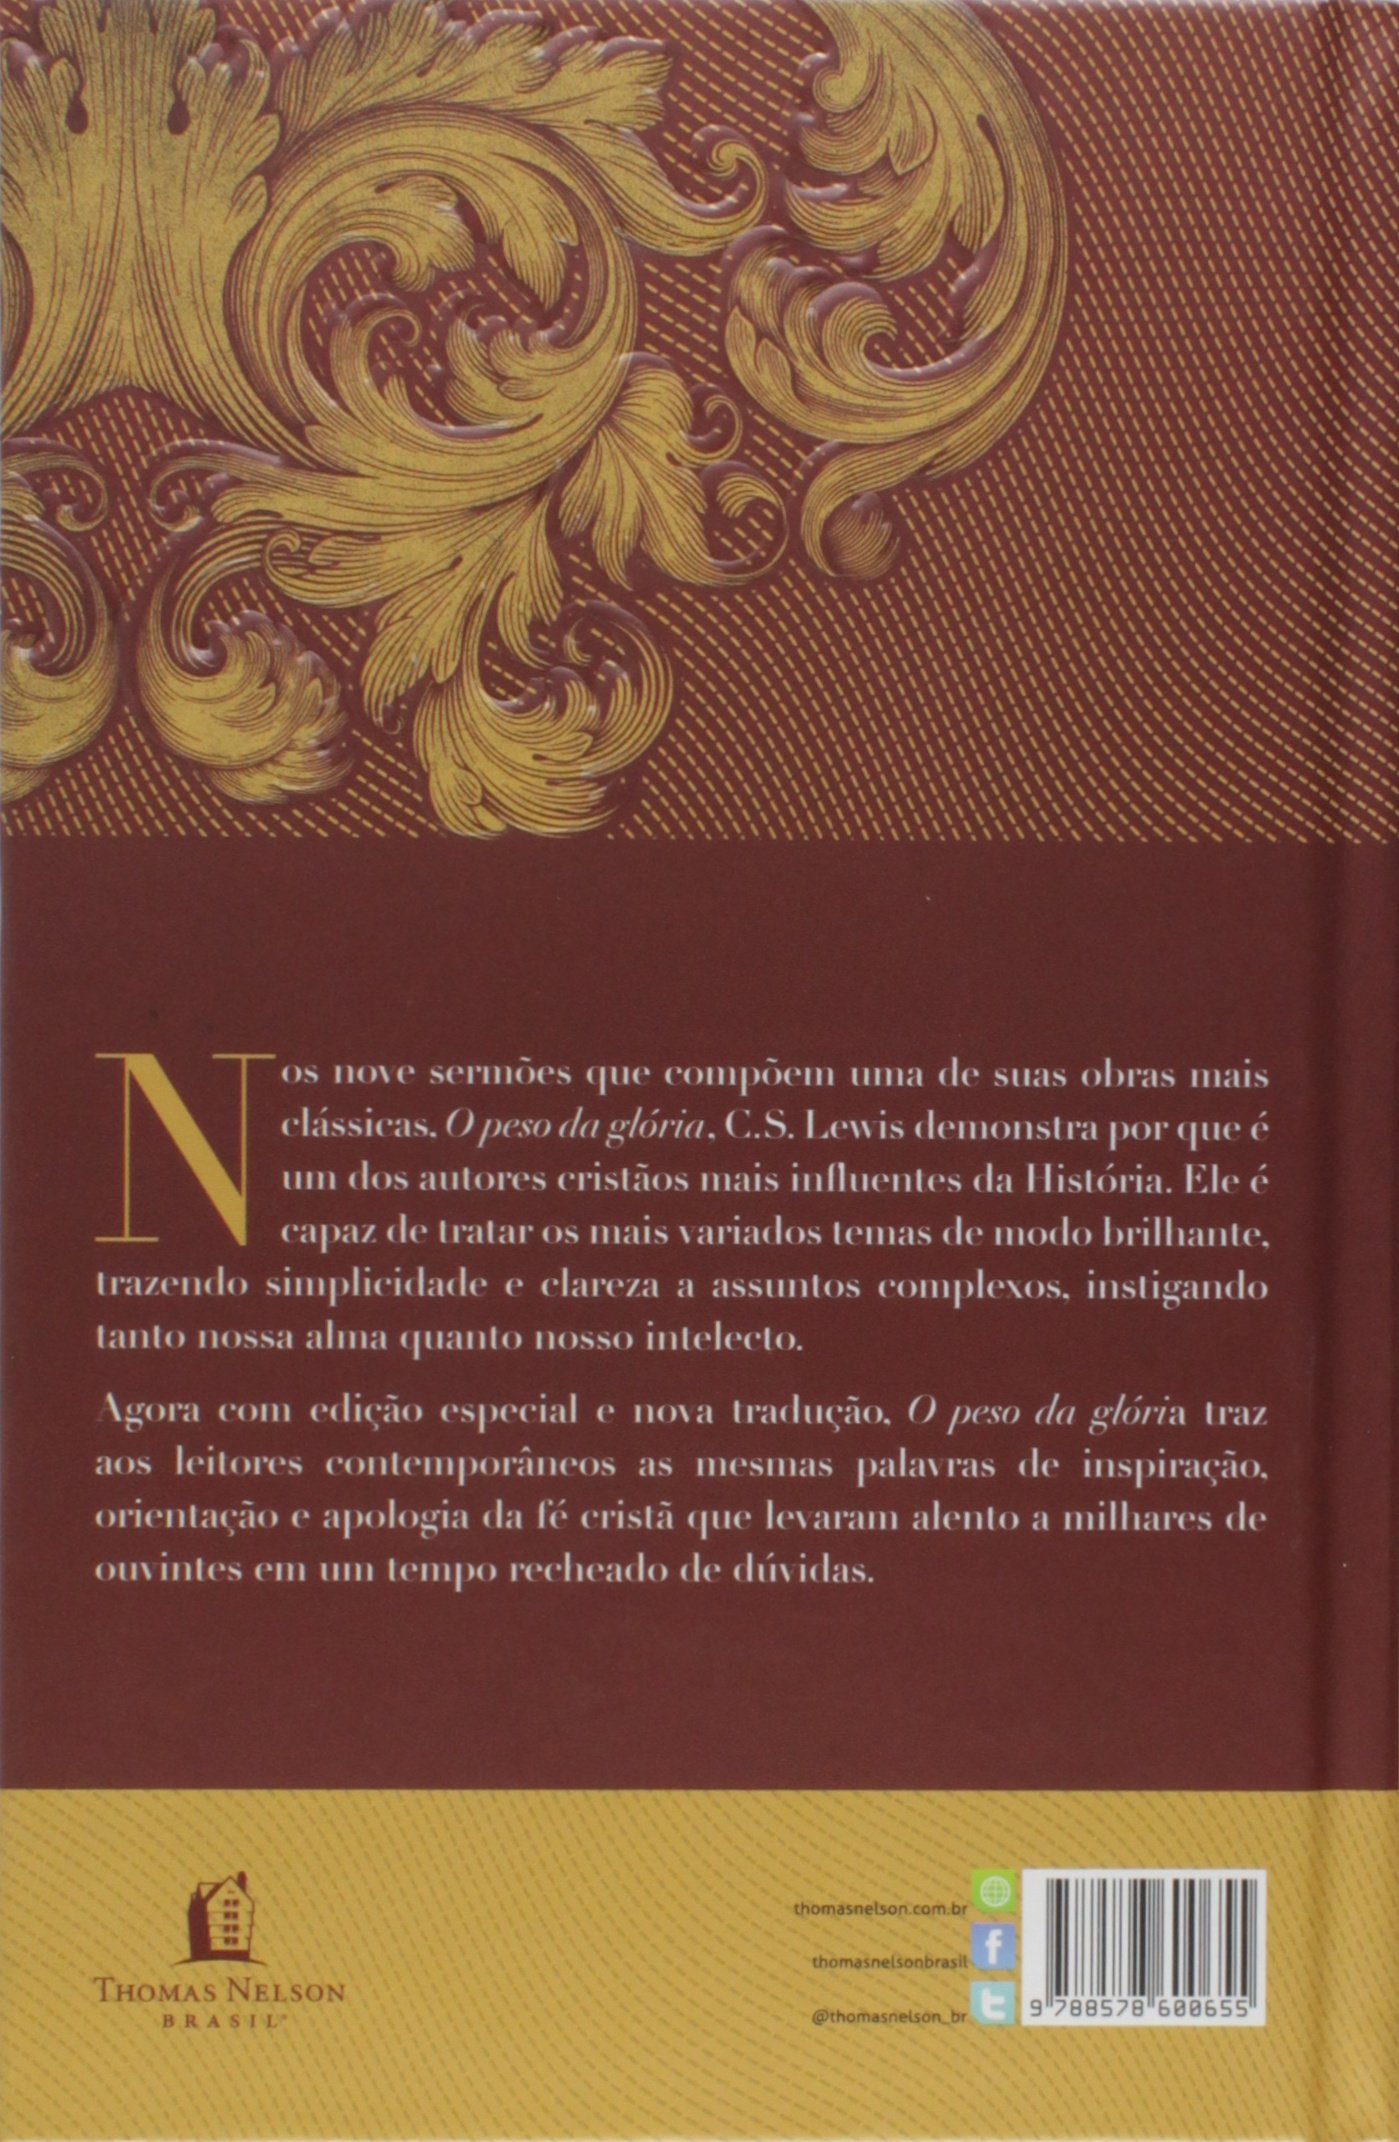 Nos nove sermões que compõem uma de suas obras mais
clássicas, O peso da glória, C.S. Lewis demonstra por que é
um dos autores cristãos mais influentes da História. Ele é
capaz de tratar os mais variados temas de modo brilhante,
trazendo simplicidade e clareza a assuntos complexos, instigando
tanto nossa alma quanto nosso intelecto.
Agora com edição especial e nova tradução, O peso da glória traz
aos leitores contemporâneos as mesmas palavras de inspiração,
orientação e apologia da fé cristã que levaram alento a milhares de
ouvintes em um tempo recheado de dúvidas.
THOMAS NELSON
BRASIL
thomasnelson.com.br
thomasnelsonbrasil
@thomasnelson_br
9 788578 600655